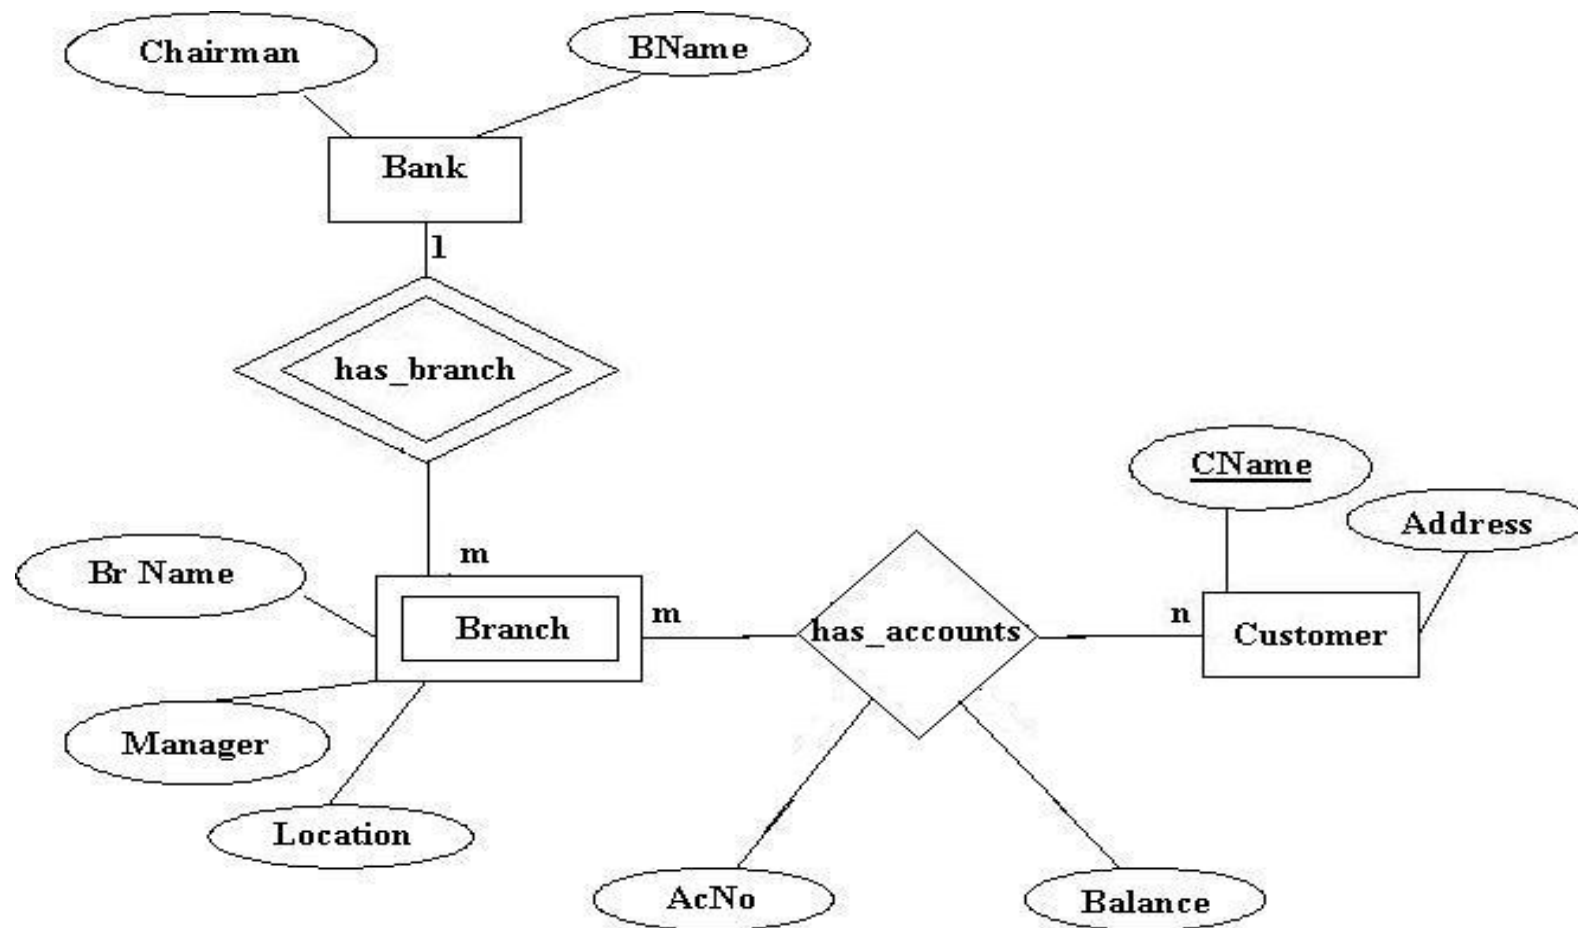 Chairman
BName
Bank
1
has_branch
CName
Address
m
Br Name
Branch
m
has_accounts
n
Customer
Manager
Location
AcNo
Balance